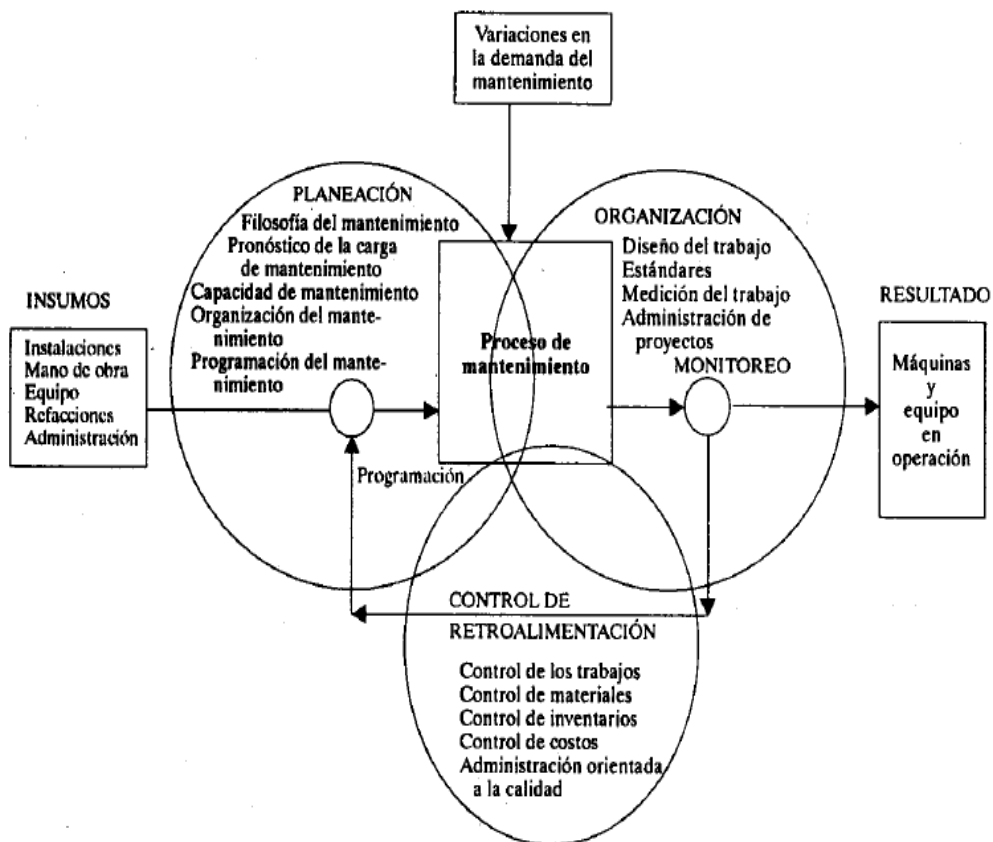 Variaciones en
la demanda del
mantenimiento
PLANEACIÓN
Filosofía del mantenimiento
Pronóstico de la carga
de mantenimiento
Capacidad de mantenimiento
Organización del mante-
nimiento
Programación del mante-
nimiento
ORGANIZACIÓN
Diseño del trabajo
Estándares
Medición del trabajo
Administración de
proyectos
MONITOREO
INSUMOS
Instalaciones
Mano de obra
Equipo
Refacciones
Administración
Proceso de
mantenimiento
RESULTADO
Máquinas
y
equipo
en
operación
Programación
CONTROL DE
RETROALIMENTACIÓN
Control de los trabajos
Control de materiales
Control de inventarios
Control de costos
Administración orientada
a la calidad